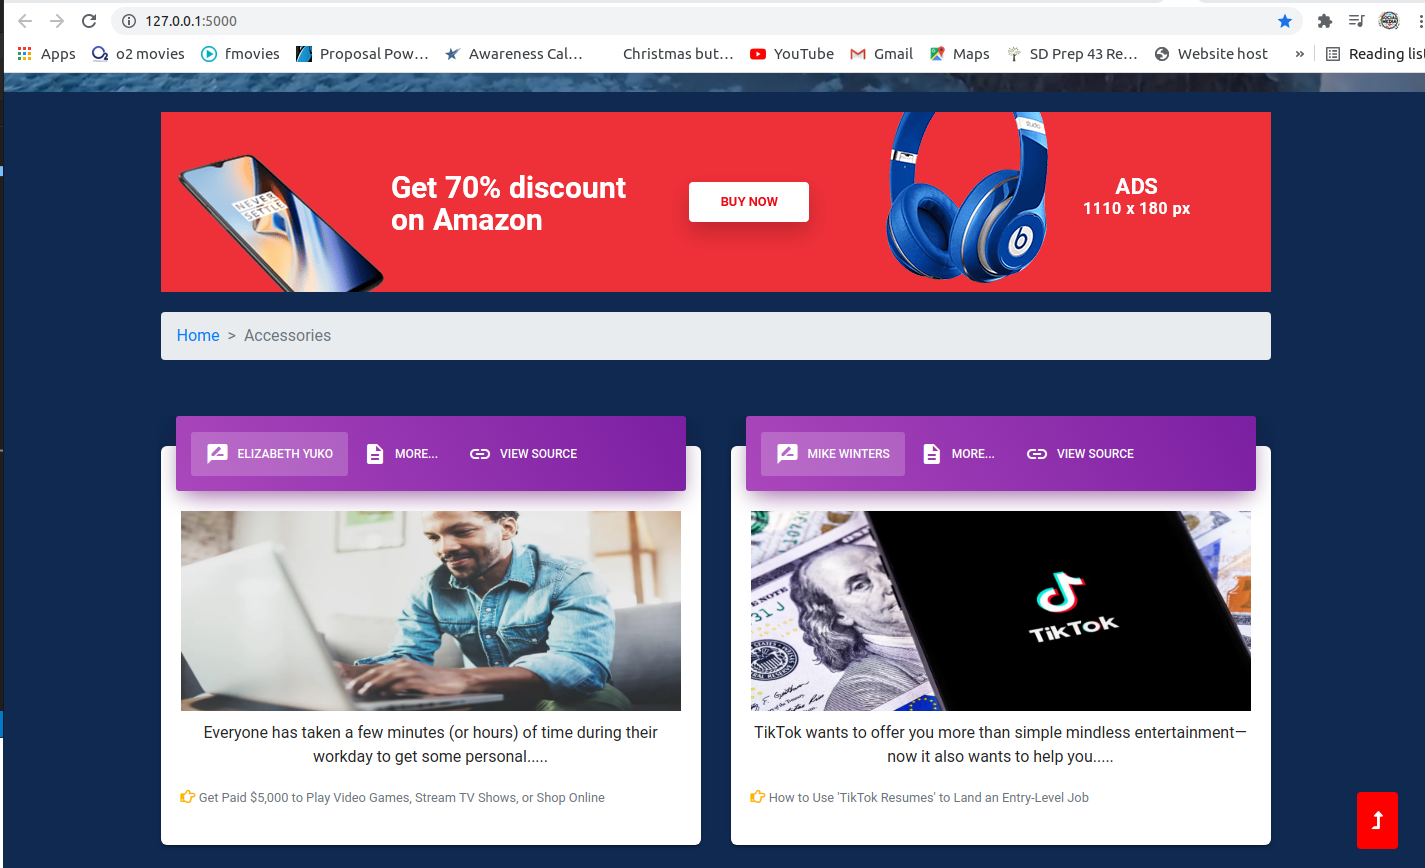 127.0.0.1:5000
Apps o2 movies fmovies Proposal Pow... Awareness Cal... Christmas but... YouTube Gmail Maps SD Prep 43 Re... Website host » Reading list
NEVER
SETTLE
Get 70% discount
on Amazon
BUY NOW
studio
b
ADS
1110 x 180 px
Home > Accessories
ELIZABETH YUKO MORE... VIEW SOURCE
Everyone has taken a few minutes (or hours) of time during their
workday to get some personal.....
Get Paid $5,000 to Play Video Games, Stream TV Shows, or Shop Online
MIKE WINTERS MORE... VIEW SOURCE
TikTok
TikTok wants to offer you more than simple mindless entertainment—
now it also wants to help you.....
How to Use 'TikTok Resumes' to Land an Entry-Level Job